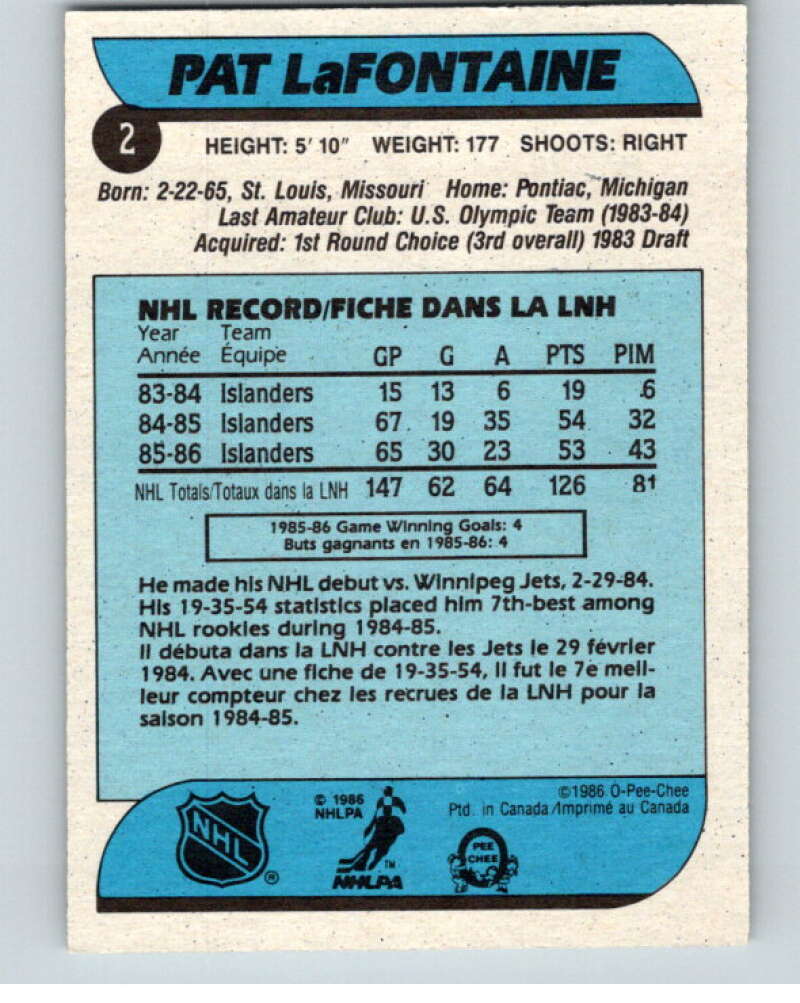 PAT LaFONTAINE
2
HEIGHT: 5' 10" WEIGHT: 177 SHOOTS: RIGHT
Born: 2-22-65, St. Louis, Missouri Home: Pontiac, Michigan
Last Amateur Club: U.S. Olympic Team (1983-84)
Acquired: 1st Round Choice (3rd overall) 1983 Draft
NHL RECORD/FICHE DANS LA LNH
Year Team
Année Équipe GP G A PTS PIM
83-84 Islanders 15 13 6 19 6
84-85 Islanders 67 19 35 54 32
85-86 Islanders 65 30 23 53 43
NHL Totals/Totaux dans la LNH 147 62 64 126 81
1985-86 Game Winning Goals: 4
Buts gagnants en 1985-86: 4
He made his NHL debut vs. Winnipeg Jets, 2-29-84.
His 19-35-54 statistics placed him 7th-best among
NHL rookies during 1984-85.
Il débuta dans la LNH contre les Jets le 29 février
1984. Avec une fiche de 19-35-54, il fut le 7e meil-
leur compteur chez les recrues de la LNH pour la
saison 1984-85.
©1986 O-Pee-Chee
Ptd. in Canada/Imprimé au Canada
© 1986
NHLPA
NHL
®
TM
NHLPA
PEE
CHEE